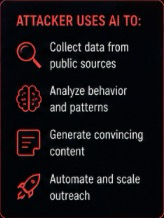 ATTACKER USES AI TO:
Collect data from
public sources
Analyze behavior
and patterns
Generate convincing
content
Automate and scale
outreach